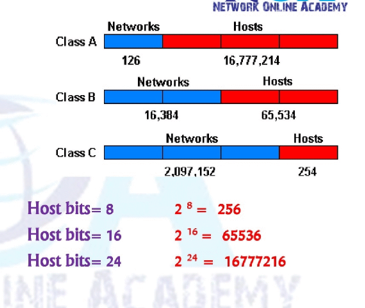 NETWORK ONLINE ACADEMY
Networks Hosts
Class A
126 16,777,214
Networks Hosts
Class B
16,384 65,534
Networks Hosts
Class C
2,097,152 254
Host bits= 8 2 8 = 256
Host bits= 16 2 16 = 65536
Host bits= 24 2 24 = 16777216
LINE ACADEMY